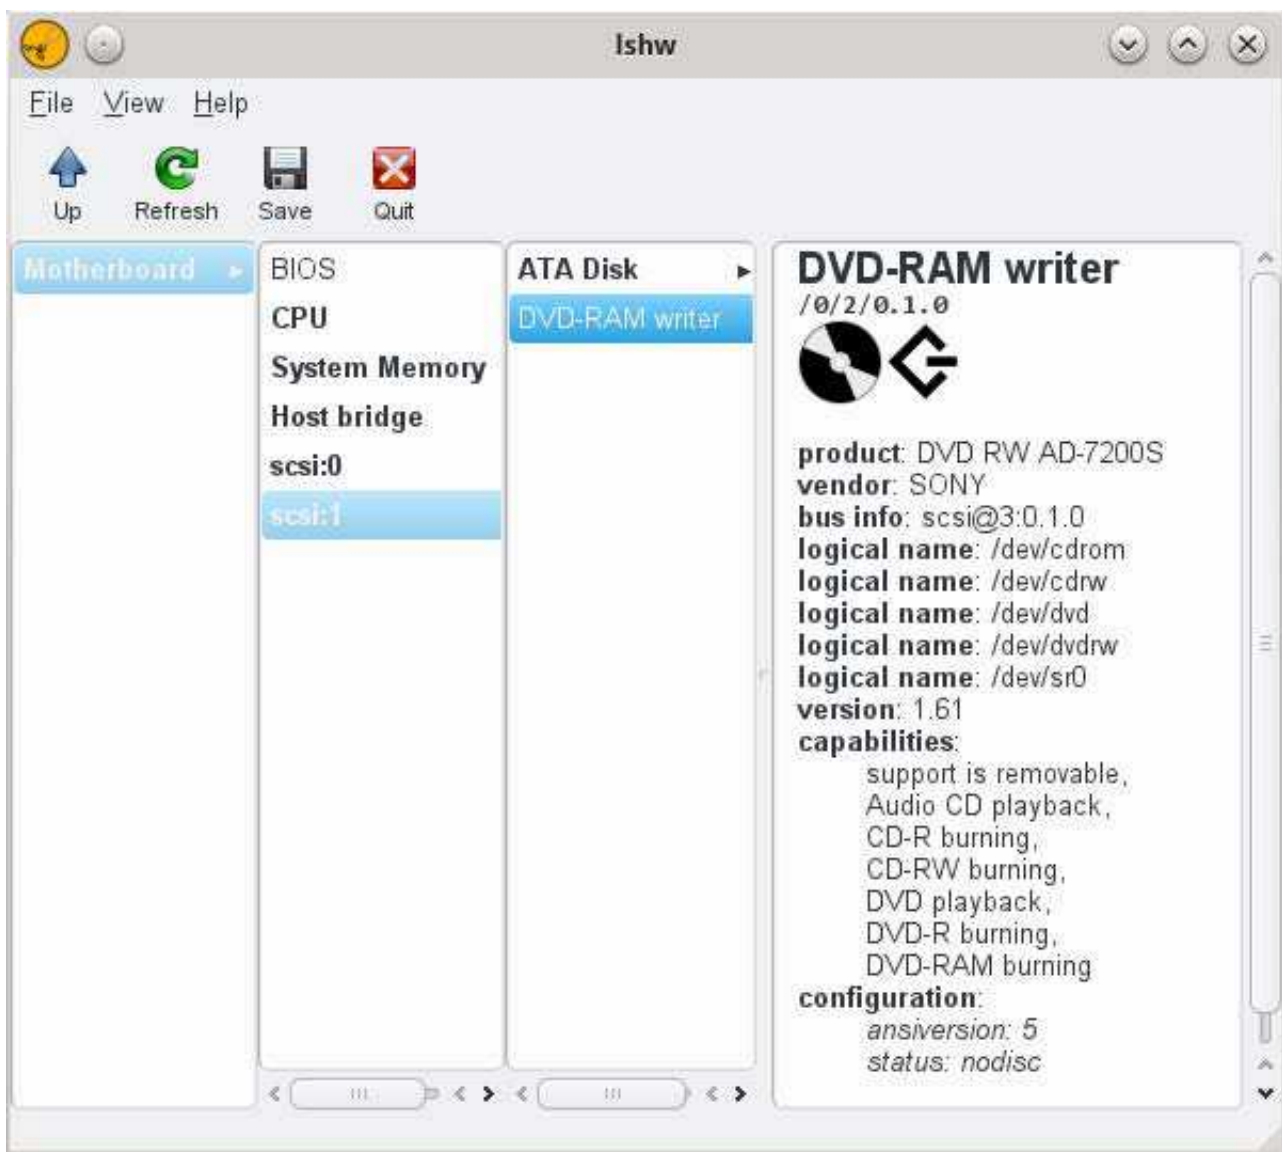 lshw
File View Help
Up Refresh Save Quit
Motherboard
BIOS
CPU
System Memory
Host bridge
scsi:0
scsi:1
ATA Disk
DVD-RAM writer
DVD-RAM writer
/0/2/0.1.0
product: DVD RW AD-7200S
vendor: SONY
bus info: scsi@3:0.1.0
logical name: /dev/cdrom
logical name: /dev/cdrw
logical name: /dev/dvd
logical name: /dev/dvdrw
logical name: /dev/sr0
version: 1.61
capabilities:
support is removable,
Audio CD playback,
CD-R burning,
CD-RW burning,
DVD playback,
DVD-R burning,
DVD-RAM burning
configuration:
ansiversion: 5
status: nodisc